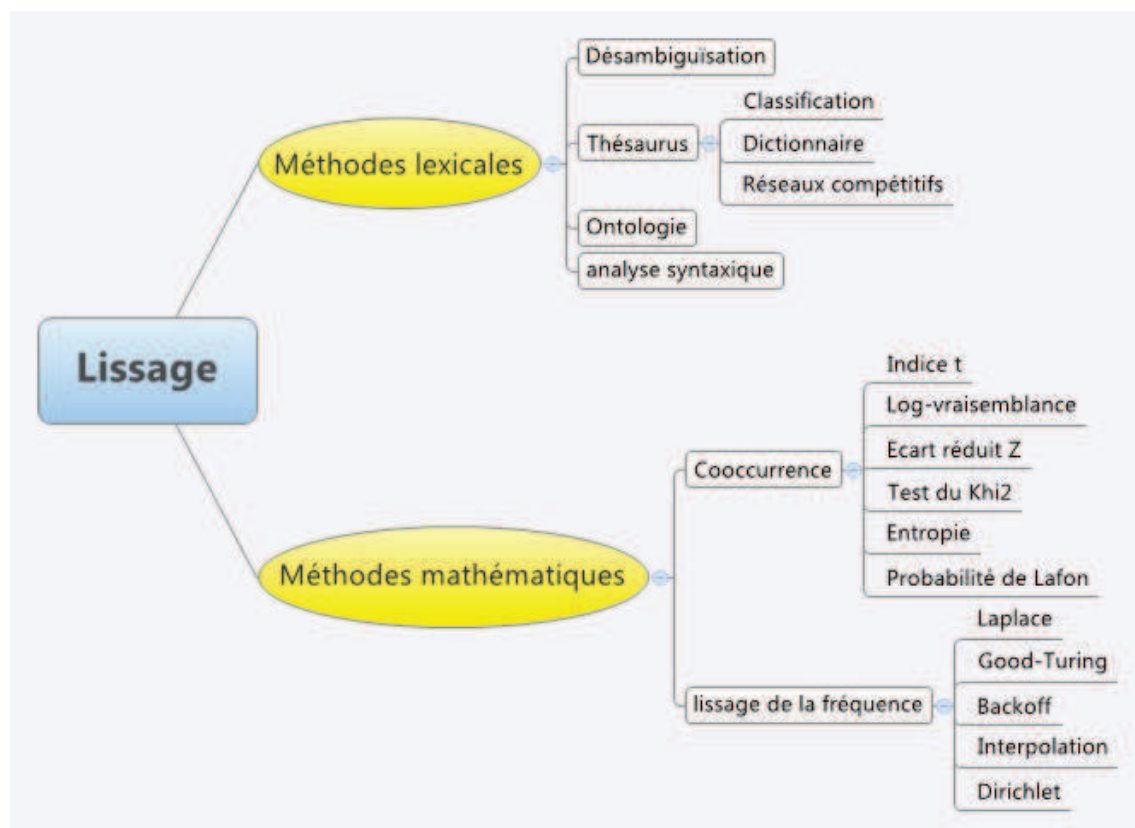 Désambiguïsation
Classification
Thésaurus
Dictionnaire
Réseaux compétitifs
Méthodes lexicales
Ontologie
analyse syntaxique
Lissage
Indice t
Log-vraisemblance
Ecart réduit Z
Cooccurrence
Test du Khi2
Entropie
Probabilité de Lafon
Méthodes mathématiques
Laplace
Good-Turing
lissage de la fréquence
Backoff
Interpolation
Dirichlet